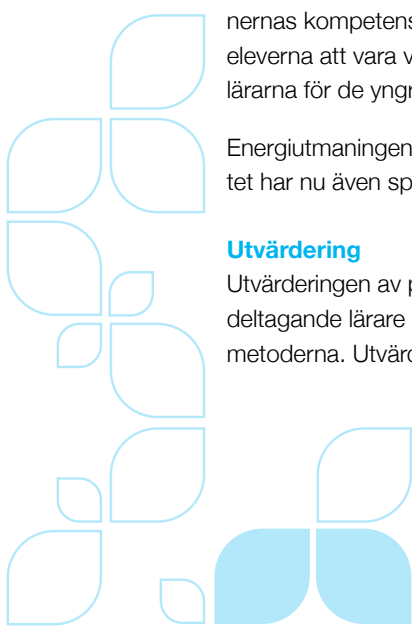 nernas kompetens
eleverna att vara v
lärarna för de yngr
Energiutmaningen
tet har nu även sp
Utvärdering
Utvärderingen av p
deltagande lärare
metoderna. Utvärd